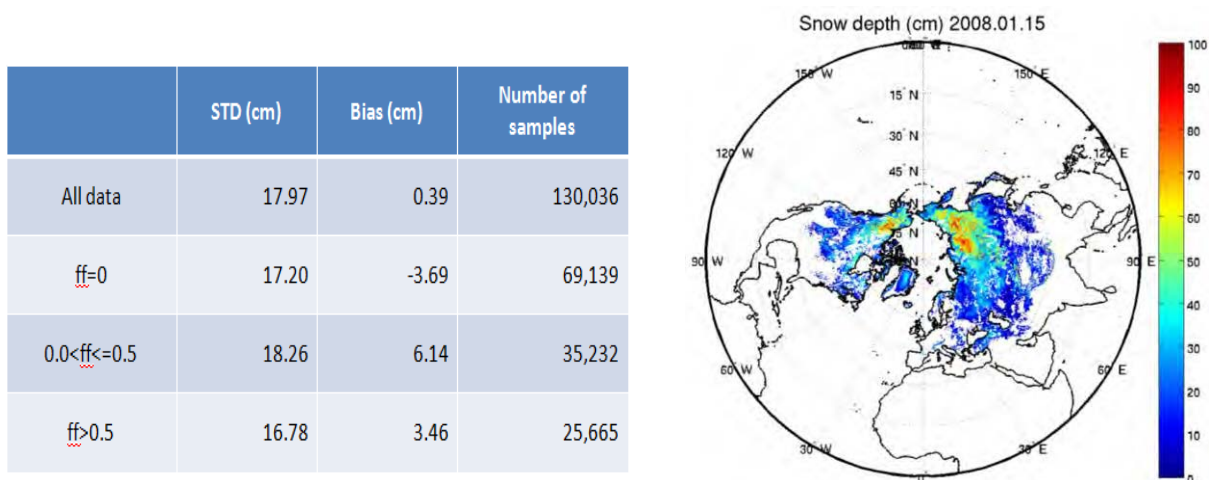 STD (cm) Bias (cm) Number of
samples
All data 17.97 0.39 130,036
ff=0 17.20 -3.69 69,139
0.0<ff<=0.5 18.26 6.14 35,232
ff>0.5 16.78 3.46 25,665
Snow depth (cm) 2008.01.15
150° W
150° E
15° N
30° N
120° W
120° E
45° N
90° W
90° E
60° W
60° E
30° W
30° E
100
90
80
70
60
50
40
30
20
10
0